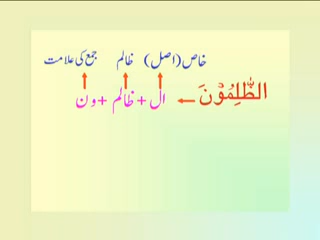 خاص (اصل) ظالم جمع کی علامت
الظّٰلِمُوْنَ ← ال + ظالم + ون